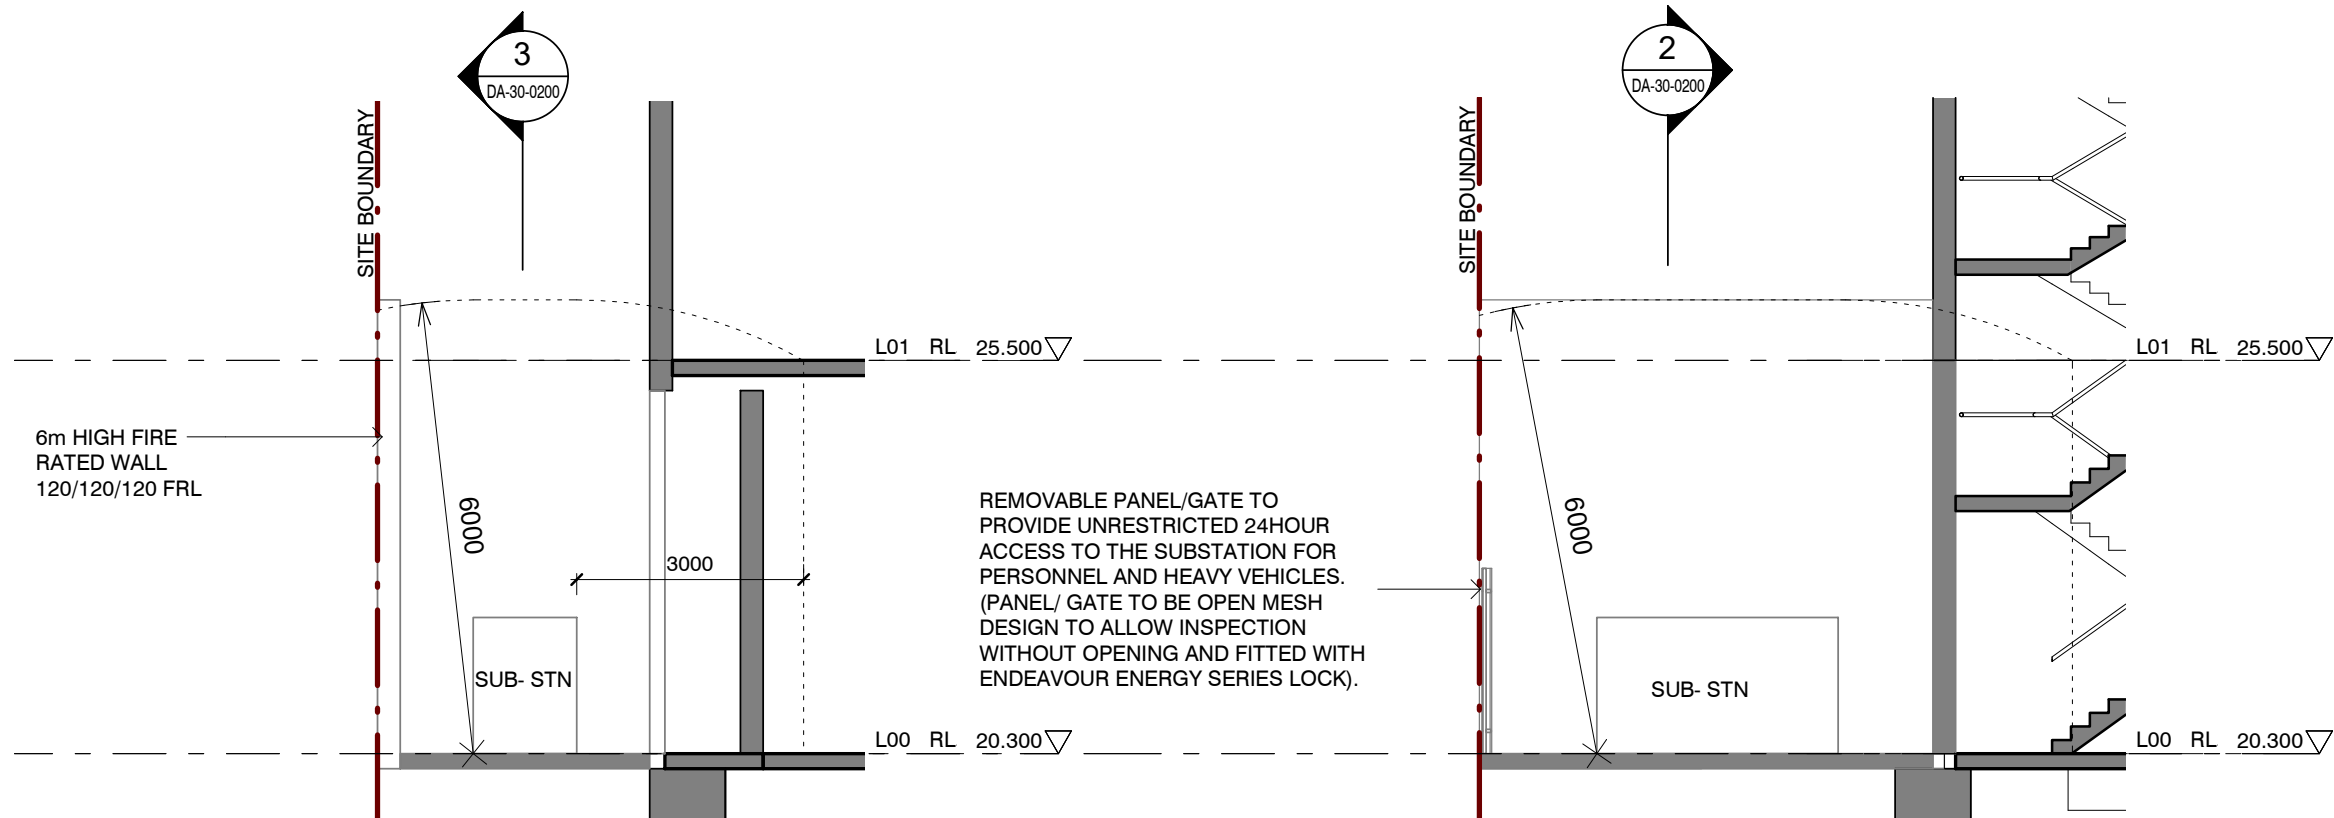 3
DA-30-0200
2
DA-30-0200
SITE BOUNDARY
SITE BOUNDARY
L01 RL 25.500
L01 RL 25.500
6m HIGH FIRE
RATED WALL
120/120/120 FRL
6000
3000
SUB- STN
REMOVABLE PANEL/GATE TO
PROVIDE UNRESTRICTED 24HOUR
ACCESS TO THE SUBSTATION FOR
PERSONNEL AND HEAVY VEHICLES.
(PANEL/ GATE TO BE OPEN MESH
DESIGN TO ALLOW INSPECTION
WITHOUT OPENING AND FITTED WITH
ENDEAVOUR ENERGY SERIES LOCK).
6000
SUB- STN
L00 RL 20.300
L00 RL 20.300